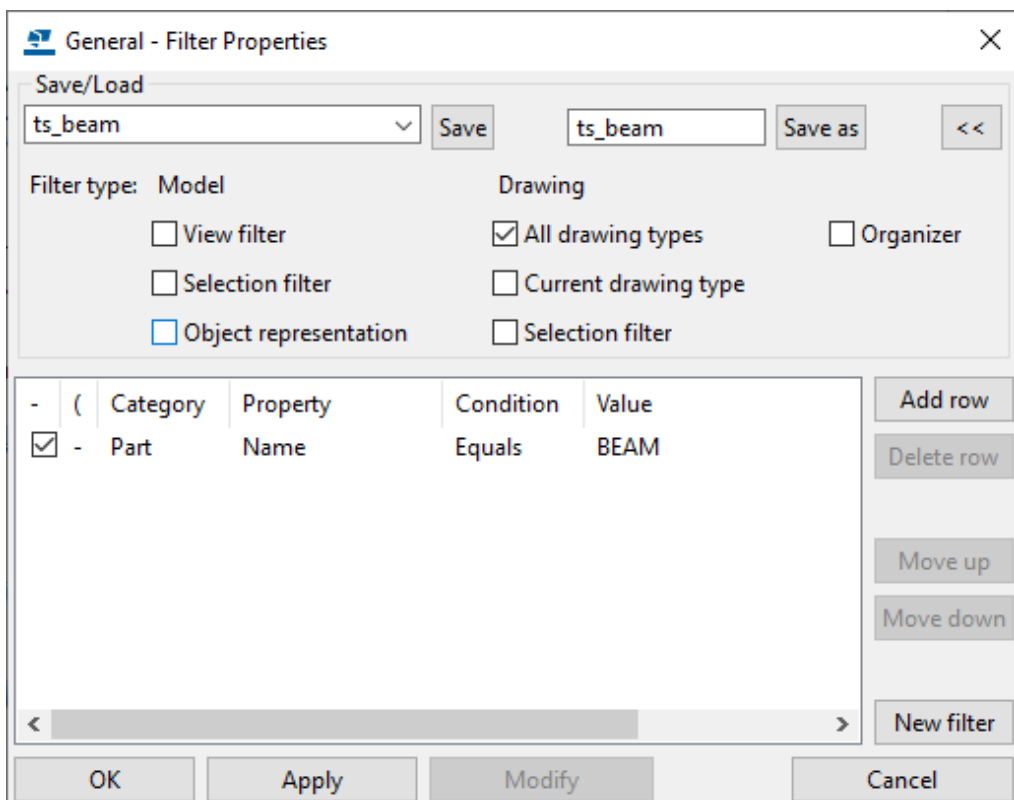 General - Filter Properties
Save/Load
ts_beam Save ts_beam Save as <<
Filter type: Model Drawing
View filter All drawing types Organizer
Selection filter Current drawing type
Object representation Selection filter
- ( Category Property Condition Value Add row
- Part Name Equals BEAM
Delete row
Move up
Move down
New filter
OK Apply Modify Cancel